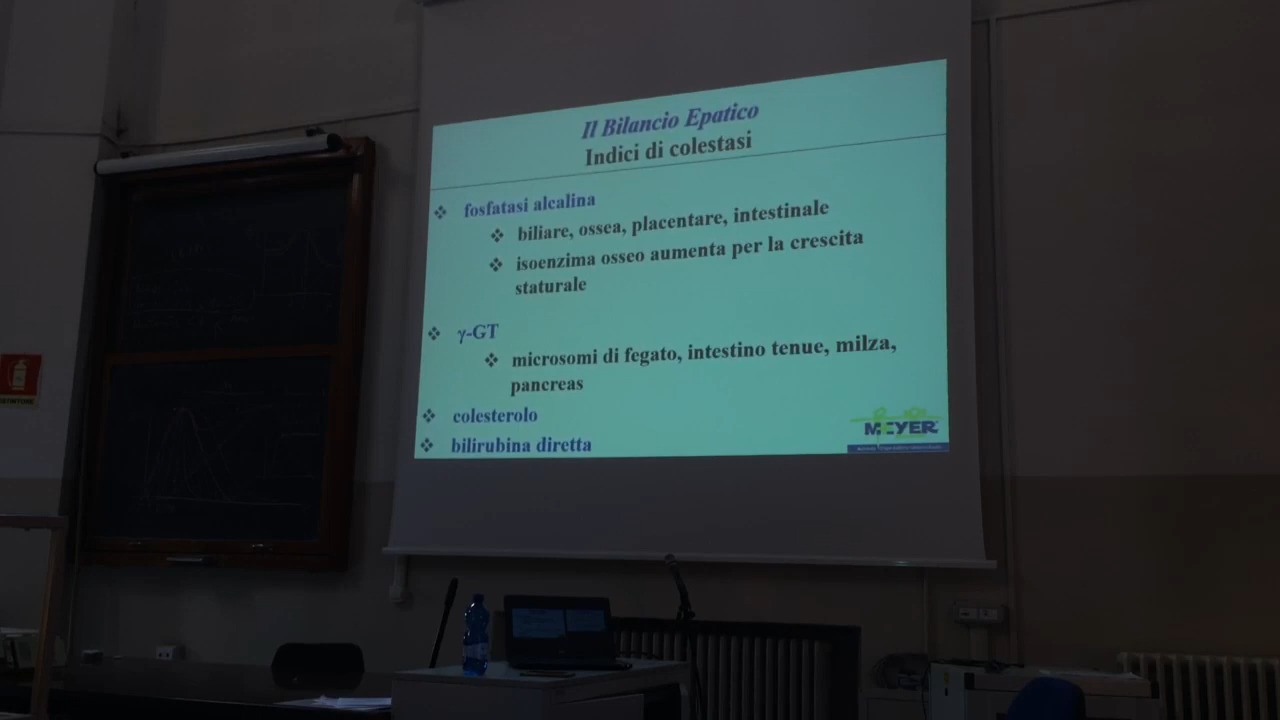 Il Bilancio Epatico
Indici di colestasi
fosfatasi alcalina
biliare, ossea, placentare, intestinale
isoenzima osseo aumenta per la crescita
staturale
γ-GT
microsomi di fegato, intestino tenue, milza,
pancreas
colesterolo
bilirubina diretta
MEYER